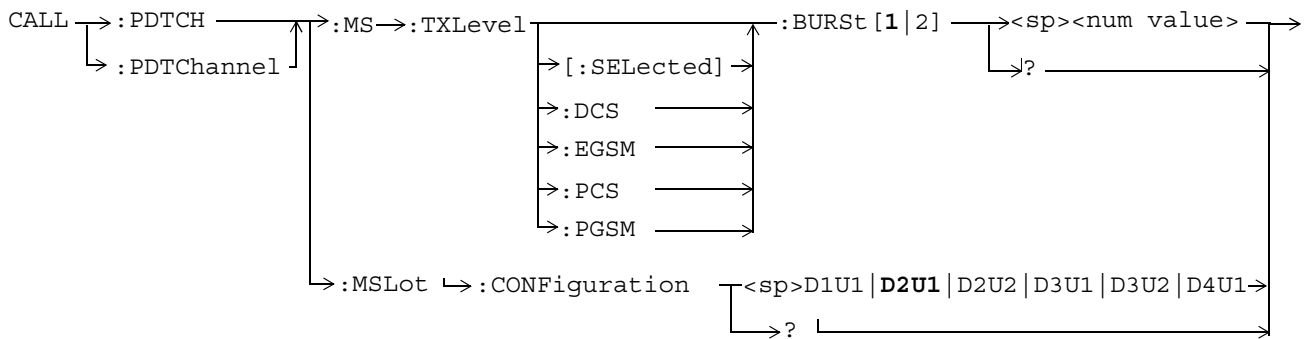 CALL :PDTCH :MS :TXLevel :BURSt[1|2] <sp><num value>
:PDTChannel [:SELected] ?
:DCS
:EGSM
:PCS
:PGSM
:MSLot :CONFiguration <sp>D1U1|D2U1|D2U2|D3U1|D3U2|D4U1
?